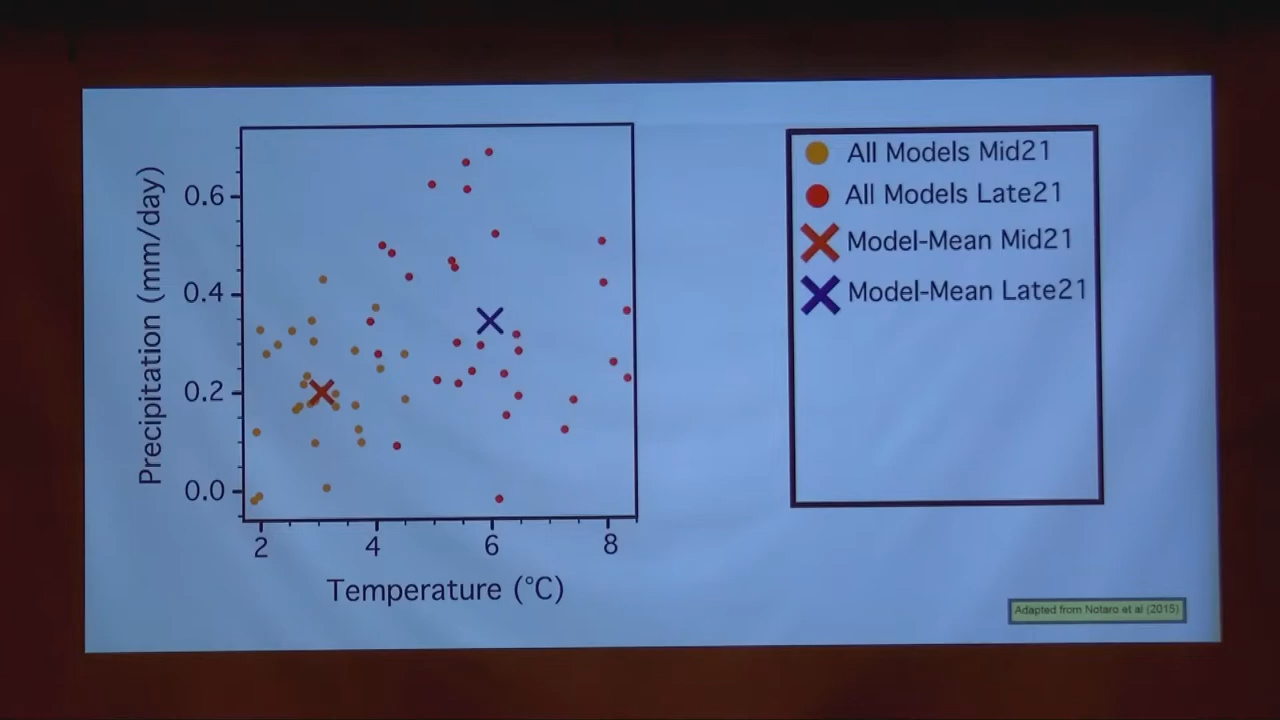 Precipitation (mm/day)
0.6
0.4
0.2
0.0
2 4 6 8
Temperature (°C)
All Models Mid21
All Models Late21
Model-Mean Mid21
Model-Mean Late21
Adapted from Notaro et al (2015)